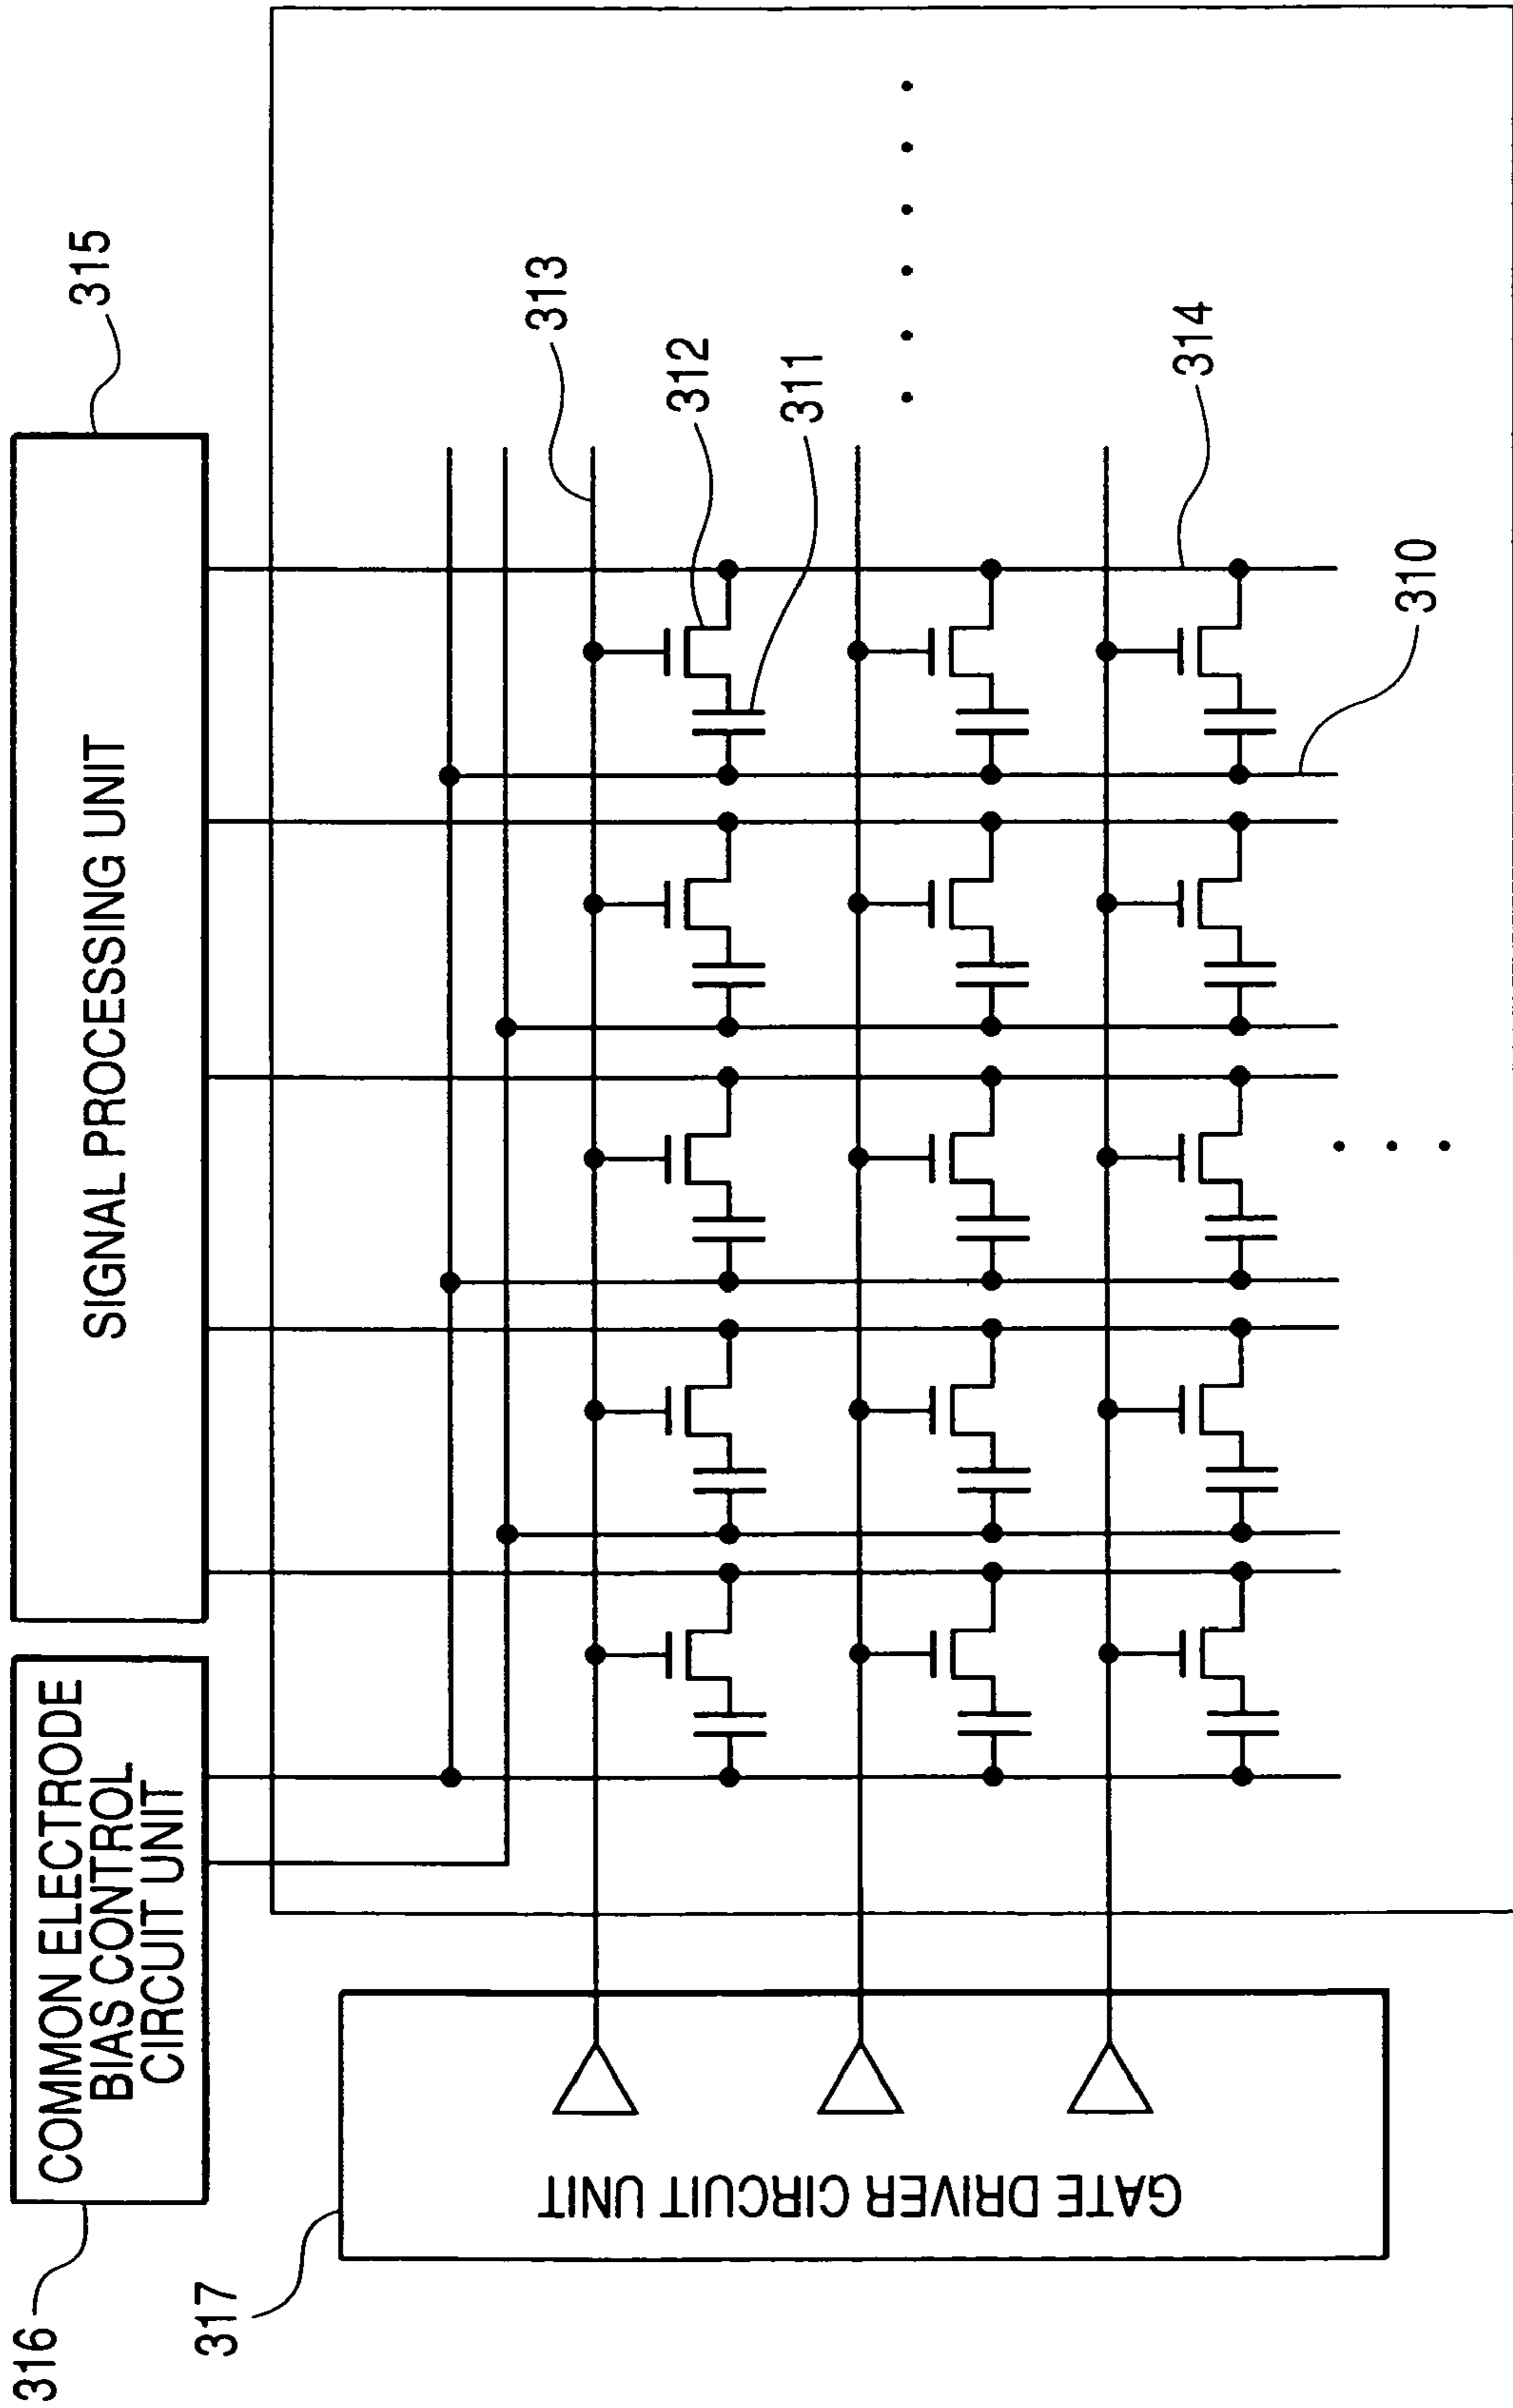 316
COMMON ELECTRODE
BIAS CONTROL
CIRCUIT UNIT
SIGNAL PROCESSING UNIT
315
317
GATE DRIVER CIRCUIT UNIT
313
312
311
314
310